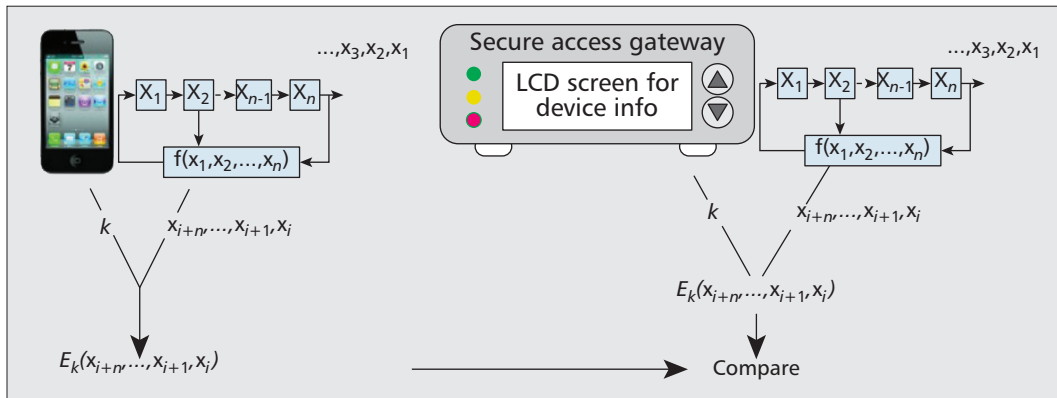 ...,x₃,x₂,x₁
X₁ X₂ Xₙ₋₁ Xₙ
f(x₁,x₂,...,xₙ)
k
xᵢ₊ₙ,...,xᵢ₊₁,xᵢ
Eₖ(xᵢ₊ₙ,...,xᵢ₊₁,xᵢ)
Secure access gateway
LCD screen for
device info
...,x₃,x₂,x₁
X₁ X₂ Xₙ₋₁ Xₙ
f(x₁,x₂,...,xₙ)
k
xᵢ₊ₙ,...,xᵢ₊₁,xᵢ
Eₖ(xᵢ₊ₙ,...,xᵢ₊₁,xᵢ)
Compare